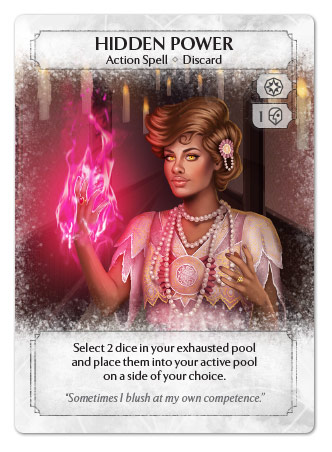 HIDDEN POWER
Action Spell ◇ Discard
1
Select 2 dice in your exhausted pool
and place them into your active pool
on a side of your choice.
“Sometimes I blush at my own competence.”